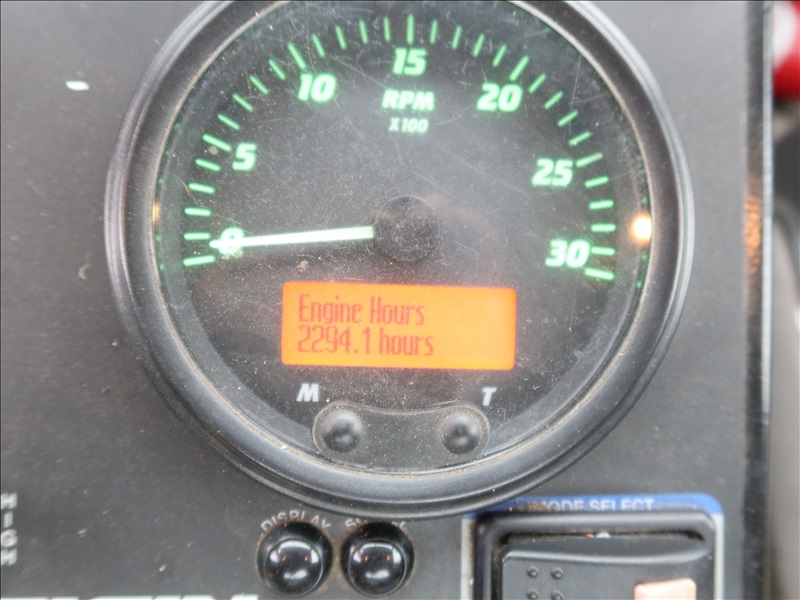 15
10
20
RPM
X100
5
25
0
30
Engine Hours
2294.1 hours
M
T
MODE SELECT
DISPLAY